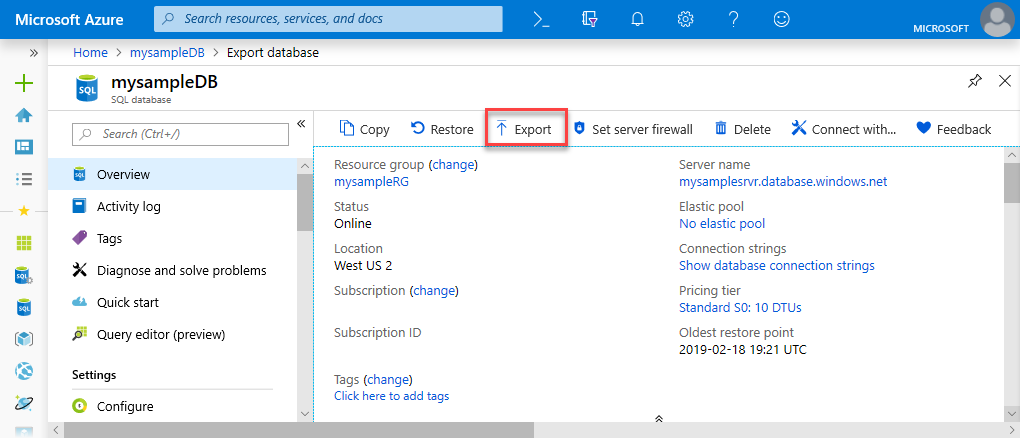 Microsoft Azure
Search resources, services, and docs
MICROSOFT
Home > mysampleDB > Export database
mysampleDB
SQL database
Search (Ctrl+/)
Copy Restore Export Set server firewall Delete Connect with... Feedback
Overview
Activity log
Tags
Diagnose and solve problems
Quick start
Query editor (preview)
Settings
Configure
Resource group (change)
mysampleRG
Status
Online
Location
West US 2
Subscription (change)
Subscription ID
Tags (change)
Click here to add tags
Server name
mysamplesrvr.database.windows.net
Elastic pool
No elastic pool
Connection strings
Show database connection strings
Pricing tier
Standard S0: 10 DTUs
Oldest restore point
2019-02-18 19:21 UTC